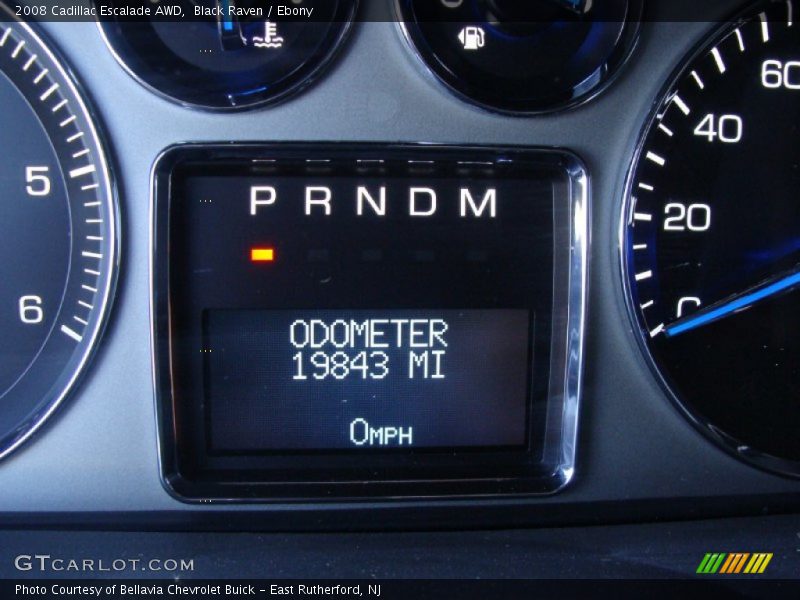 2008 Cadillac Escalade AWD, Black Raven / Ebony
5
6
P R N D M
ODOMETER
19843 MI
0MPH
60
40
20
0
GTCARLOT.COM
Photo Courtesy of Bellavia Chevrolet Buick - East Rutherford, NJ